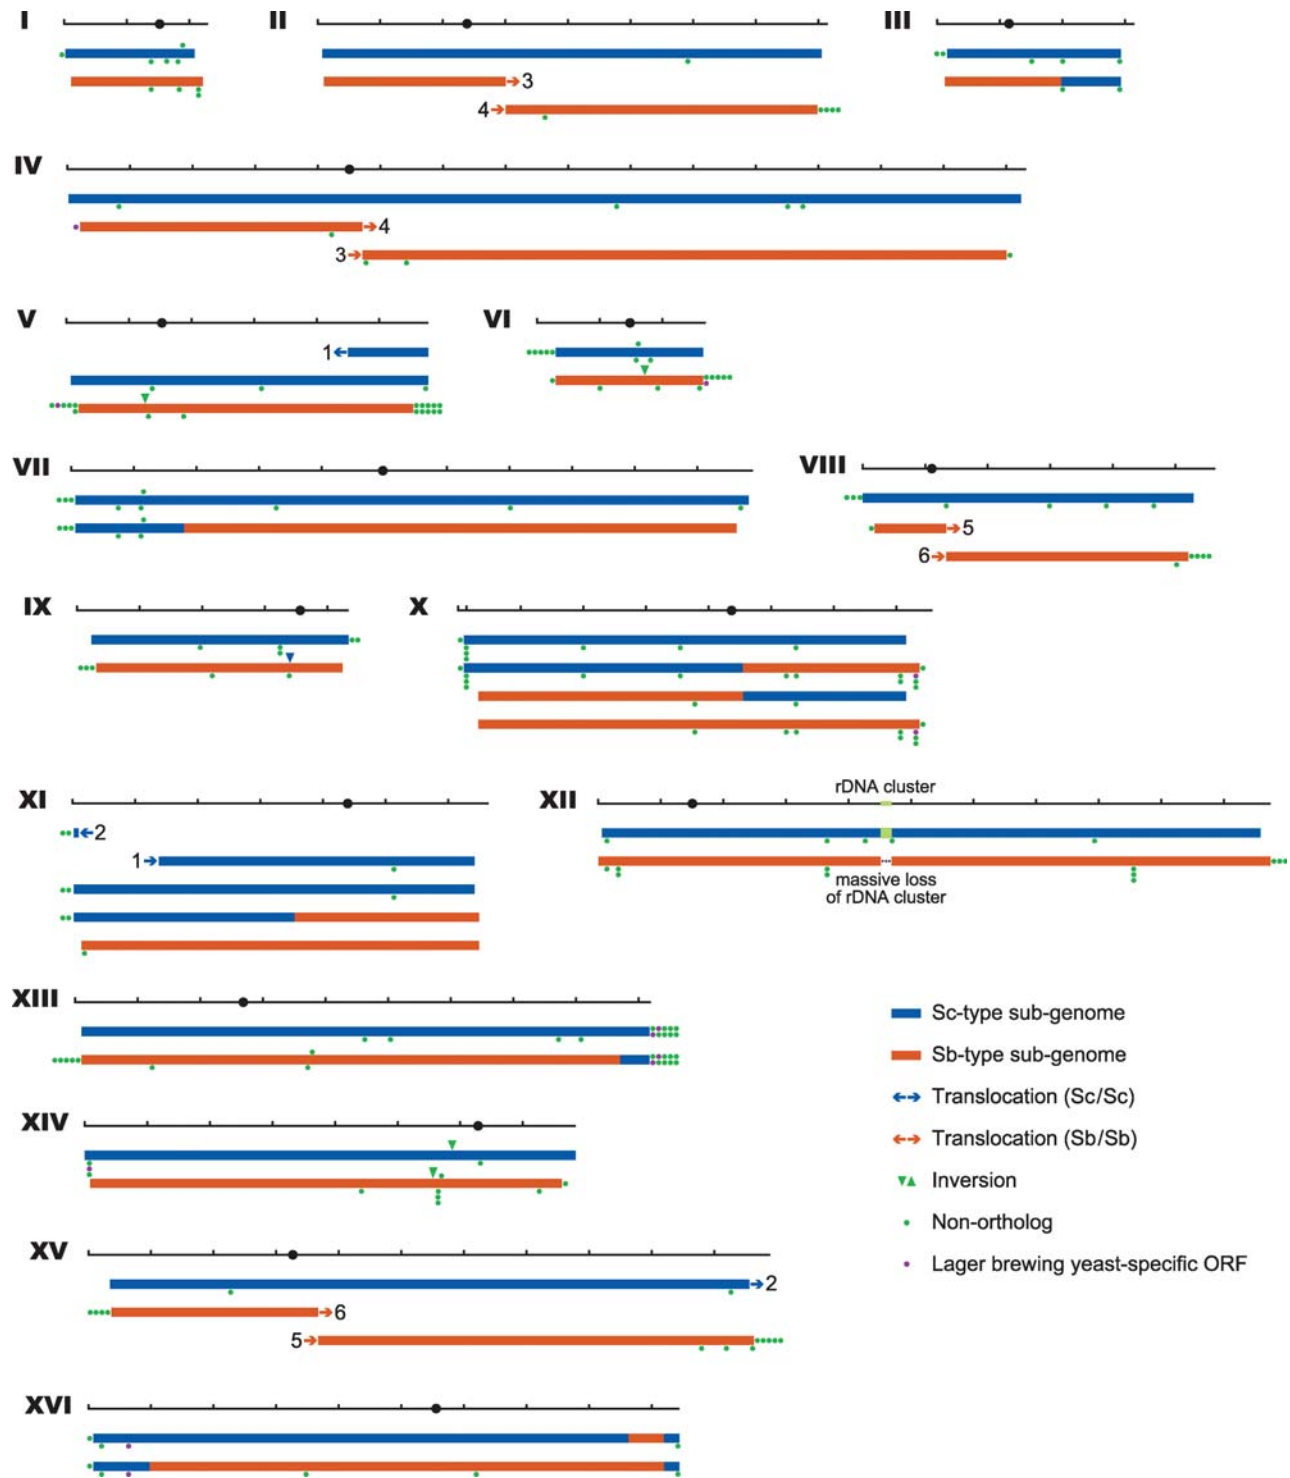 I II III
3
4
IV
4
3
V VI
1
VII VIII
5
6
IX X
XI XII
rDNA cluster
2
1
massive loss
of rDNA cluster
XIII
Sc-type sub-genome
Sb-type sub-genome
Translocation (Sc/Sc)
Translocation (Sb/Sb)
Inversion
Non-ortholog
Lager brewing yeast-specific ORF
XIV
XV
2
6
5
XVI